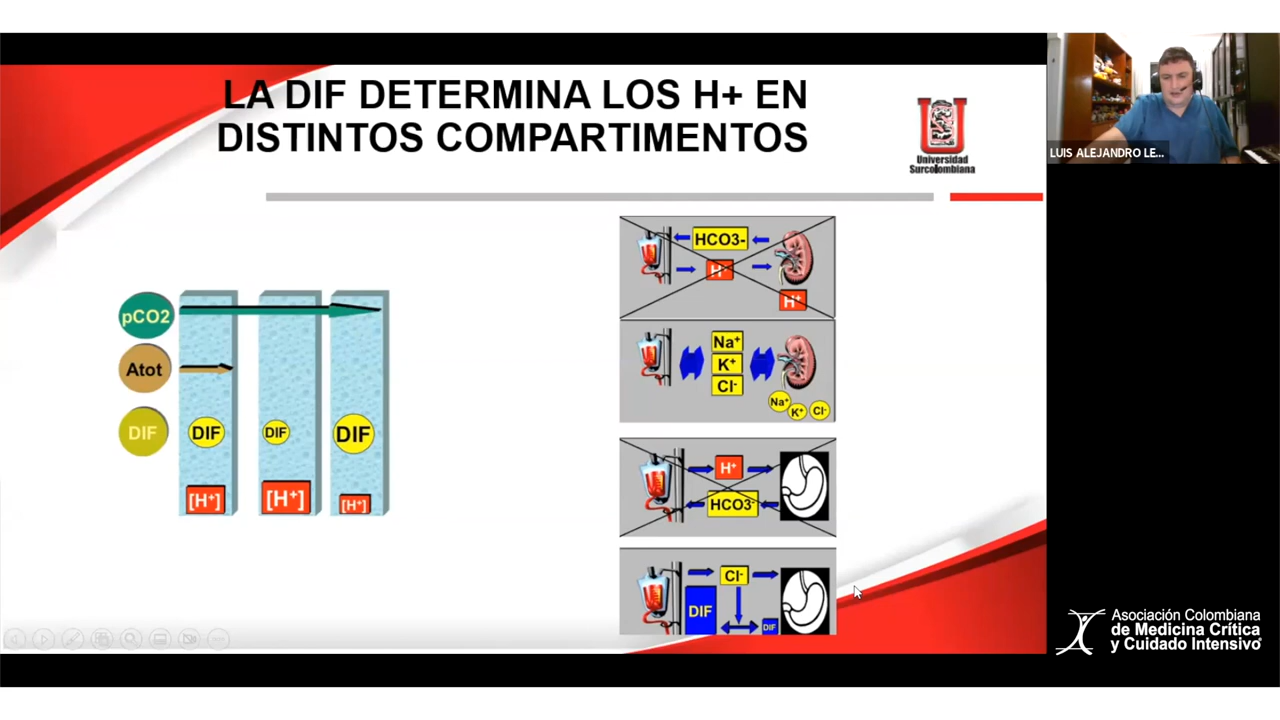 LA DIF DETERMINA LOS H+ EN
DISTINTOS COMPARTIMENTOS
Universidad
Surcolombiana
LUIS ALEJANDRO LE...
pCO2
Atot
DIF
DIF
DIF
DIF
[H+]
[H+]
[H+]
HCO3-
H+
H+
Na+
K+
Cl-
Na+
K+
Cl-
H+
HCO3-
Cl-
DIF
DIF
Asociación Colombiana
de Medicina Crítica
y Cuidado Intensivo